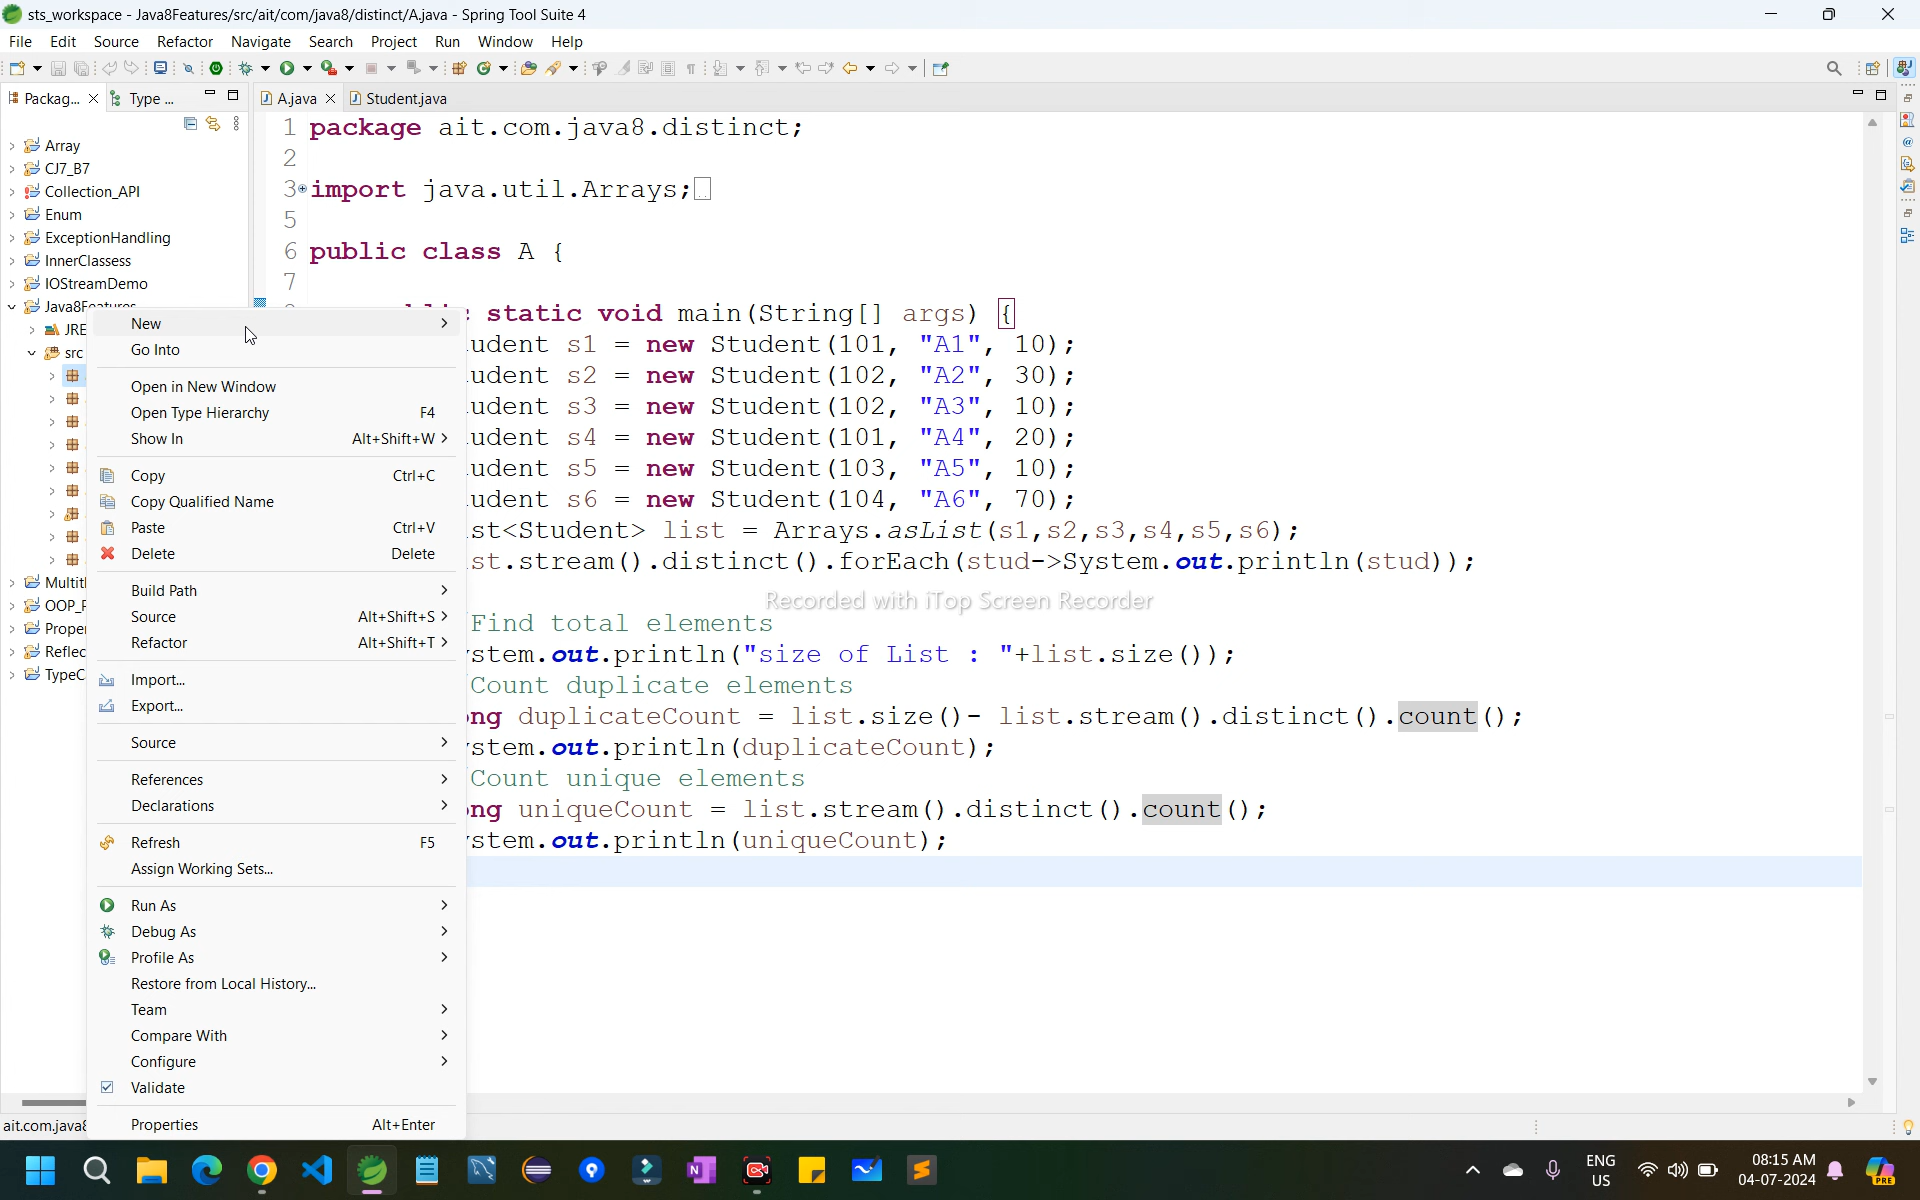 sts_workspace - Java8Features/src/ait/com/java8/distinct/A.java - Spring Tool Suite 4
File Edit Source Refactor Navigate Search Project Run Window Help
Packag... Type ... A.java Student.java
Array
CJ7_B7
Collection_API
Enum
ExceptionHandling
InnerClassess
IOStreamDemo
Java8Features
JRE
src
Multit
OOP_
Proper
Reflec
TypeC
New
Go Into
Open in New Window
Open Type Hierarchy F4
Show In Alt+Shift+W >
Copy Ctrl+C
Copy Qualified Name
Paste Ctrl+V
Delete Delete
Build Path
Source Alt+Shift+S >
Refactor Alt+Shift+T >
Import...
Export...
Source
References
Declarations
Refresh F5
Assign Working Sets...
Run As
Debug As
Profile As
Restore from Local History...
Team
Compare With
Configure
Validate
Properties Alt+Enter
1 package ait.com.java8.distinct;
2
3 import java.util.Arrays;
5
6 public class A {
7
static void main(String[] args) {
udent s1 = new Student(101, "A1", 10);
udent s2 = new Student(102, "A2", 30);
udent s3 = new Student(102, "A3", 10);
udent s4 = new Student(101, "A4", 20);
udent s5 = new Student(103, "A5", 10);
udent s6 = new Student(104, "A6", 70);
st<Student> list = Arrays.asList(s1,s2,s3,s4,s5,s6);
st.stream().distinct().forEach(stud->System.out.println(stud));
Recorded with iTop Screen Recorder
Find total elements
stem.out.println("size of List : "+list.size());
Count duplicate elements
ng duplicateCount = list.size()- list.stream().distinct().count();
stem.out.println(duplicateCount);
Count unique elements
ng uniqueCount = list.stream().distinct().count();
stem.out.println(uniqueCount);
ait.com.java8
ENG
US
08:15 AM
04-07-2024
PRE